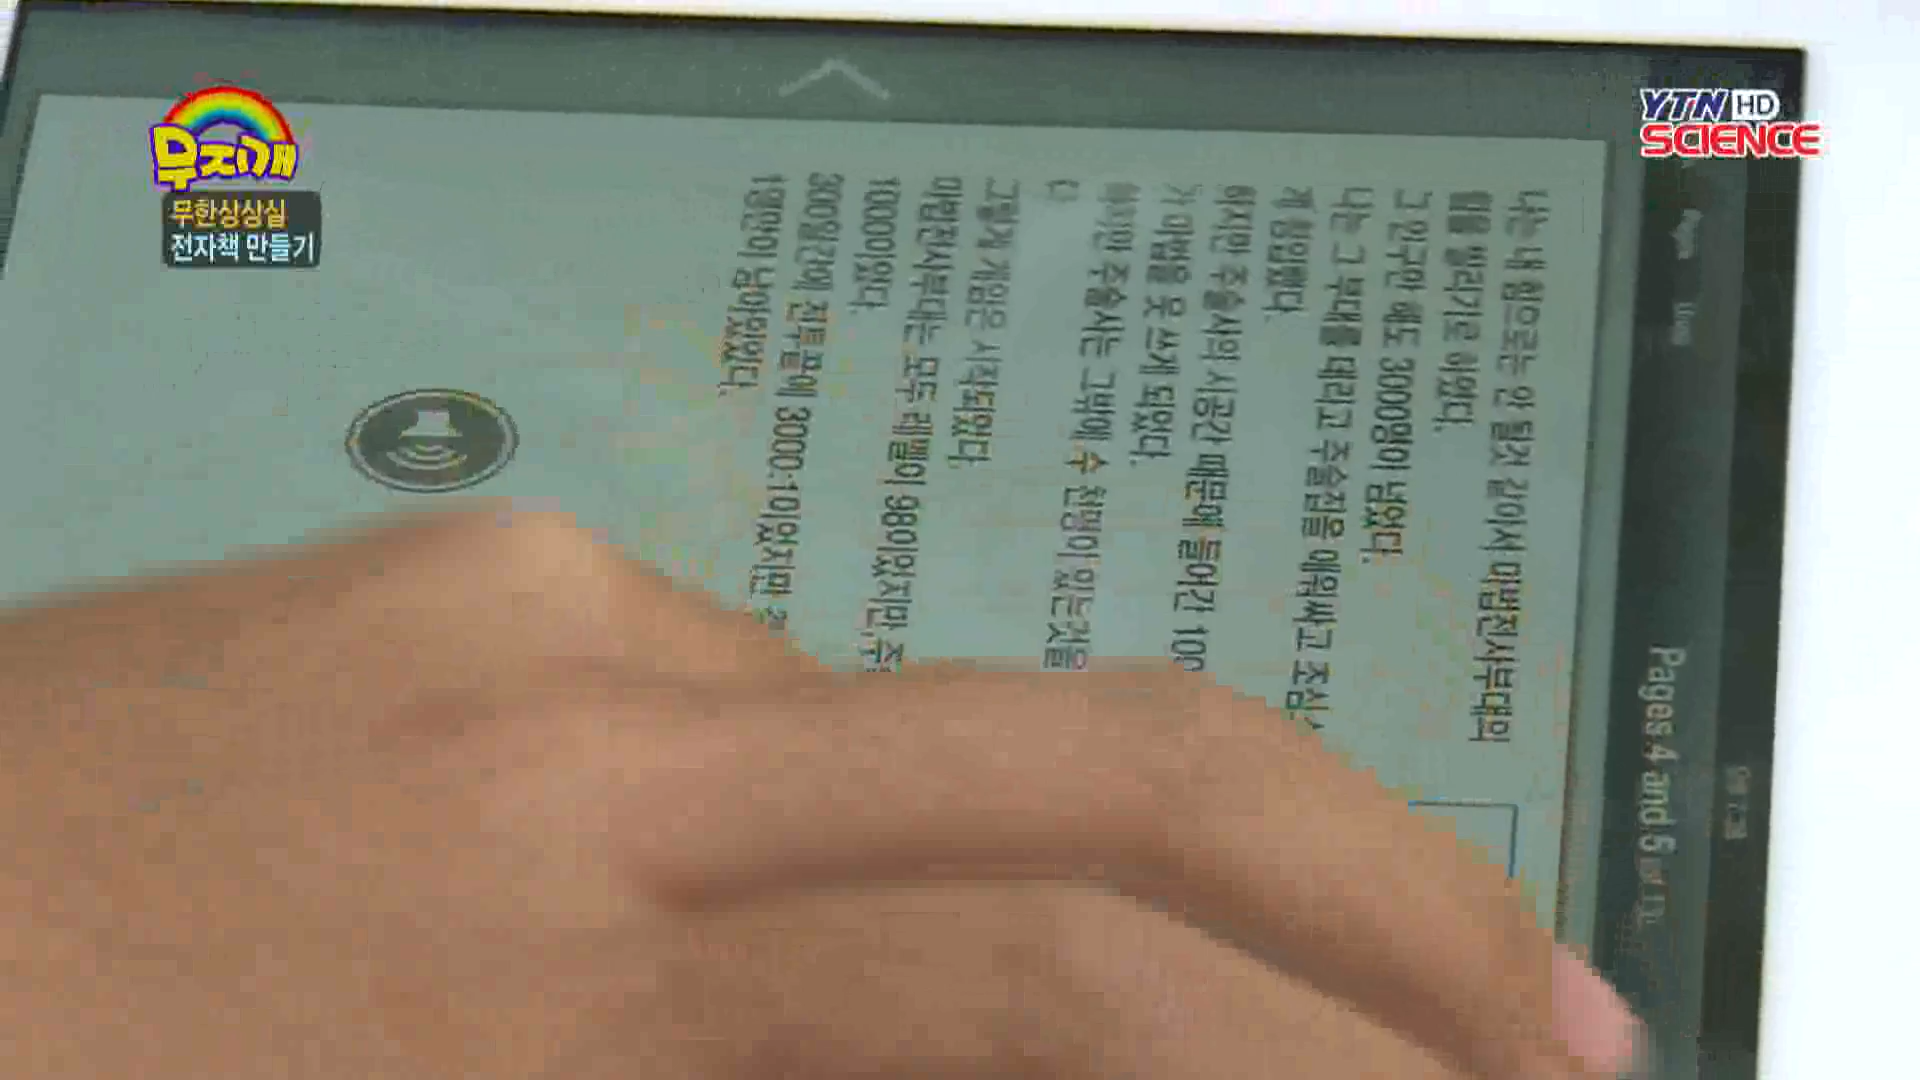 무지개
무한상상실
전자책 만들기
YTN HD
SCIENCE
나는 내 힘으로는 안 될것 같아서 마법전사부대의
힘을 빌리기로 하였다.
그 인구만 해도 3000명이 넘었다.
나는 그 부대를 데리고 주술집을 에워싸고 조심
게 침입했다.
하지만 주술사의 시공간 때문에 들어간 100
가 마법을 못 쓰게 되었다.
하지만 주술사는 그밖에 수 천명이 있는것을
다
그렇게 게임은 시작되었다.
마법전사부대는 모두 레벨이 98이었지만, 주
1000이었다.
300일간에 전투끝에 3000:1이었지만
1명만이 남아있었다.
Pages 4 and 5 of 13